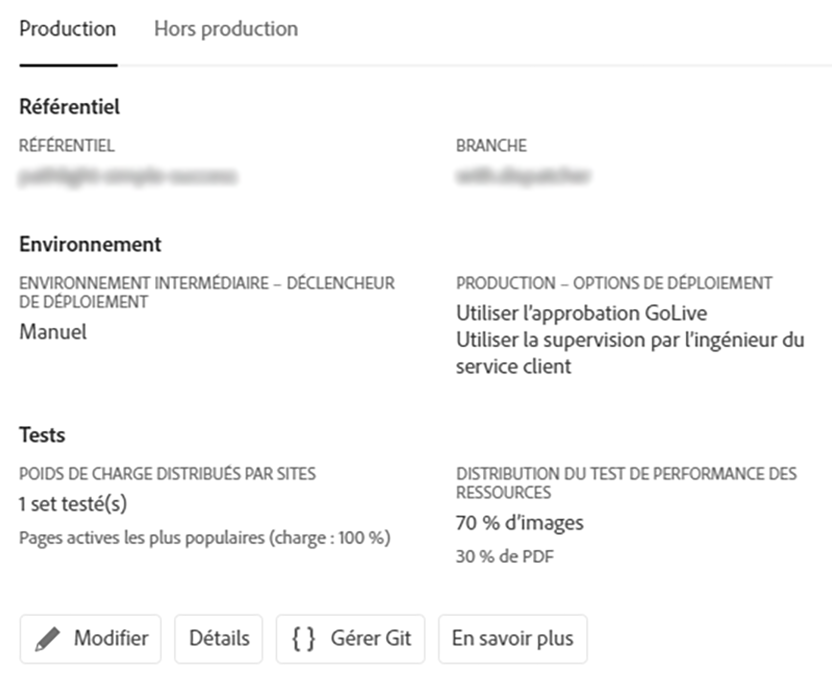 Production
Hors production
Référentiel
RÉFÉRENTIEL
BRANCHE
Environnement
ENVIRONNEMENT INTERMÉDIAIRE – DÉCLENCHEUR
DE DÉPLOIEMENT
Manuel
PRODUCTION – OPTIONS DE DÉPLOIEMENT
Utiliser l’approbation GoLive
Utiliser la supervision par l’ingénieur du
service client
Tests
POIDS DE CHARGE DISTRIBUÉS PAR SITES
1 set testé(s)
Pages actives les plus populaires (charge : 100 %)
DISTRIBUTION DU TEST DE PERFORMANCE DES
RESSOURCES
70 % d’images
30 % de PDF
Modifier
Détails
{ } Gérer Git
En savoir plus